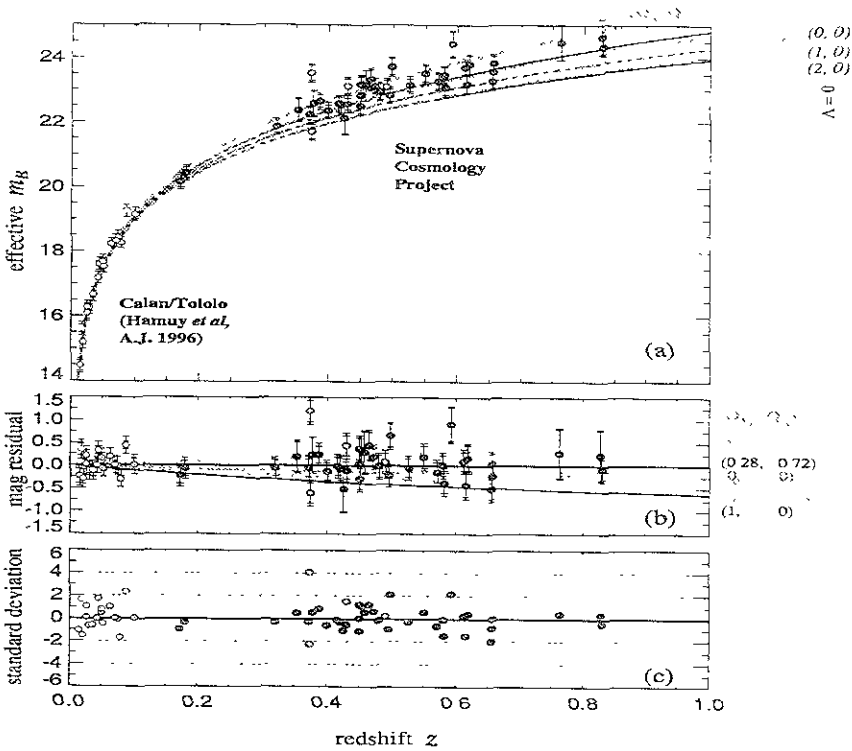 (0, 0)
(1, 0)
(2, 0)
Λ = 0
24
22
20
18
16
14
effective m_B
Supernova
Cosmology
Project
Calan/Tololo
(Hamuy et al,
A.J. 1996)
(a)
1.5
1.0
0.5
0.0
-0.5
-1.0
-1.5
mag residual
(0.28, 0.72)
(1, 0)
(b)
6
4
2
0
-2
-4
-6
standard deviation
(c)
0.0 0.2 0.4 0.6 0.8 1.0
redshift z